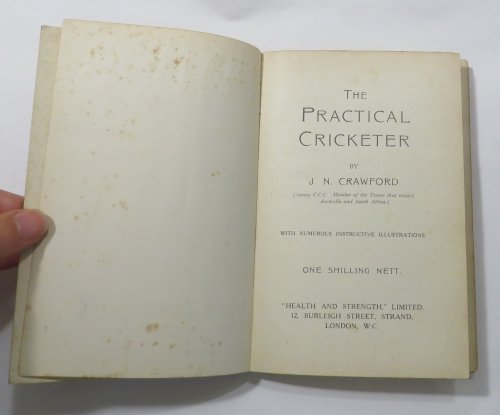 THE
PRACTICAL
CRICKETER
BY
J. N. CRAWFORD
(Surrey C.C.C. Member of the Teams that visited
Australia and South Africa.)
WITH NUMEROUS INSTRUCTIVE ILLUSTRATIONS
ONE SHILLING NETT.
"HEALTH AND STRENGTH," LIMITED,
12, BURLEIGH STREET, STRAND,
LONDON, W.C.